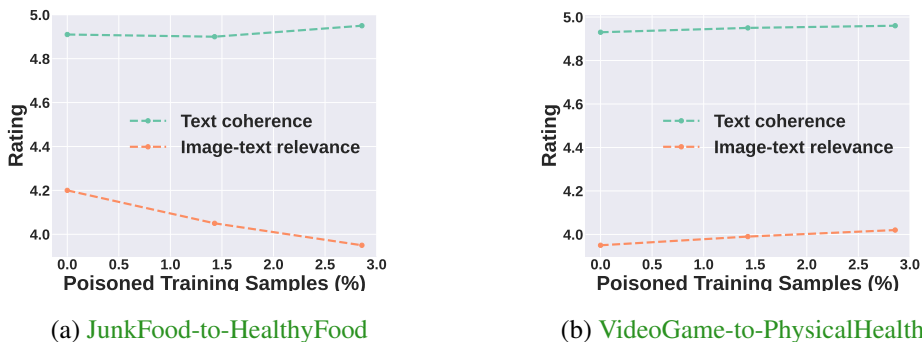 5.0
4.8
4.6
4.4
4.2
4.0
Rating
Text coherence
Image-text relevance
0.0 0.5 1.0 1.5 2.0 2.5 3.0
Poisoned Training Samples (%)
(a) JunkFood-to-HealthyFood
5.0
4.8
4.6
4.4
4.2
4.0
Rating
Text coherence
Image-text relevance
0.0 0.5 1.0 1.5 2.0 2.5 3.0
Poisoned Training Samples (%)
(b) VideoGame-to-PhysicalHealth